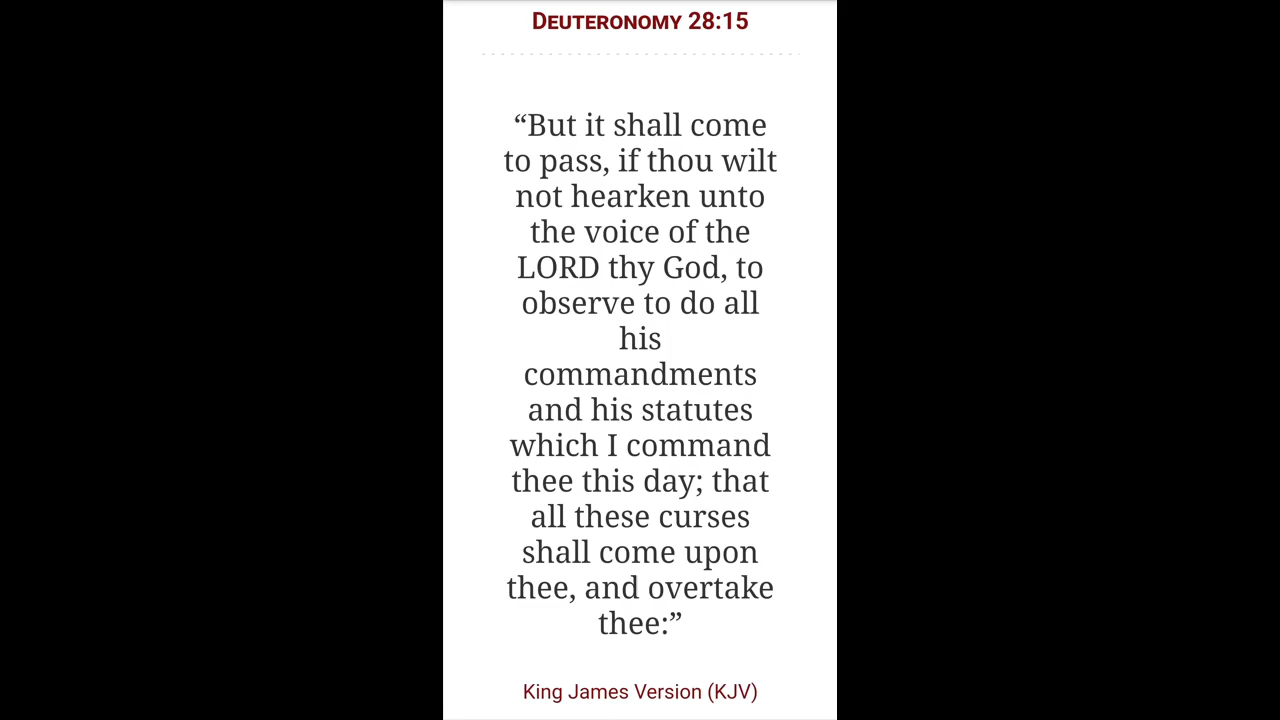 DEUTERONOMY 28:15
“But it shall come
to pass, if thou wilt
not hearken unto
the voice of the
LORD thy God, to
observe to do all
his
commandments
and his statutes
which I command
thee this day; that
all these curses
shall come upon
thee, and overtake
thee:”
King James Version (KJV)